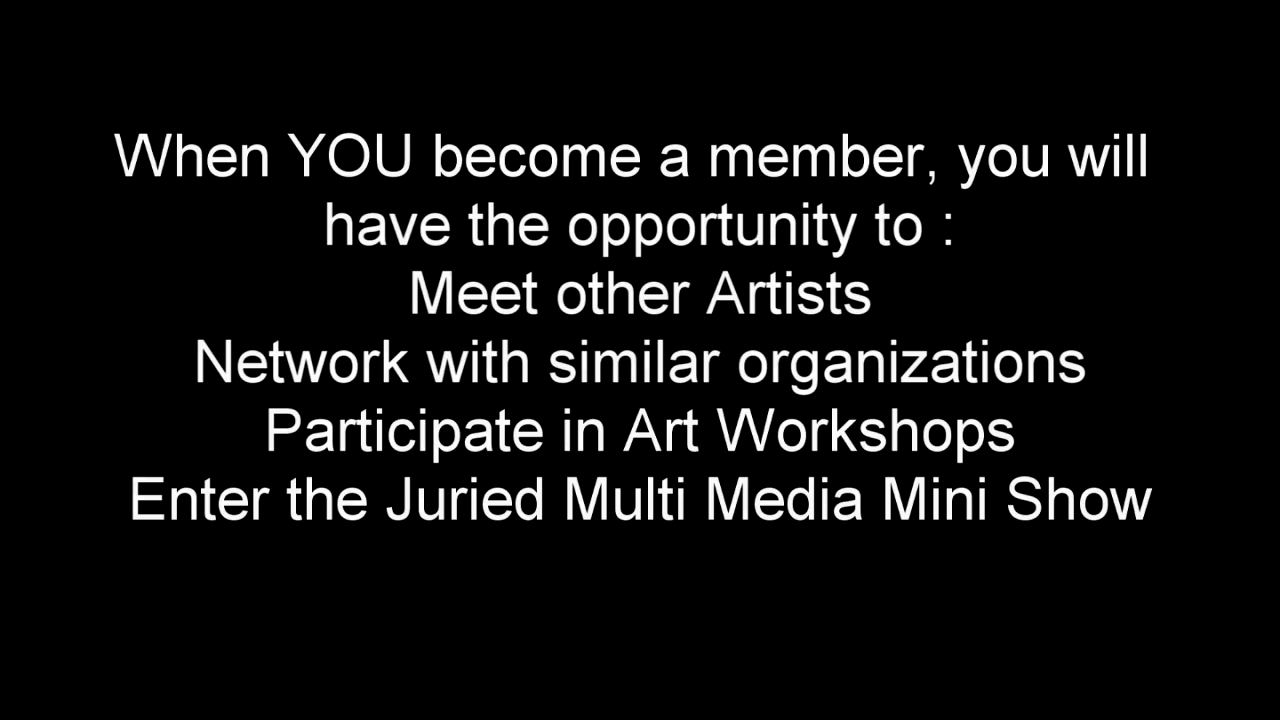 When YOU become a member, you will
have the opportunity to :
Meet other Artists
Network with similar organizations
Participate in Art Workshops
Enter the Juried Multi Media Mini Show